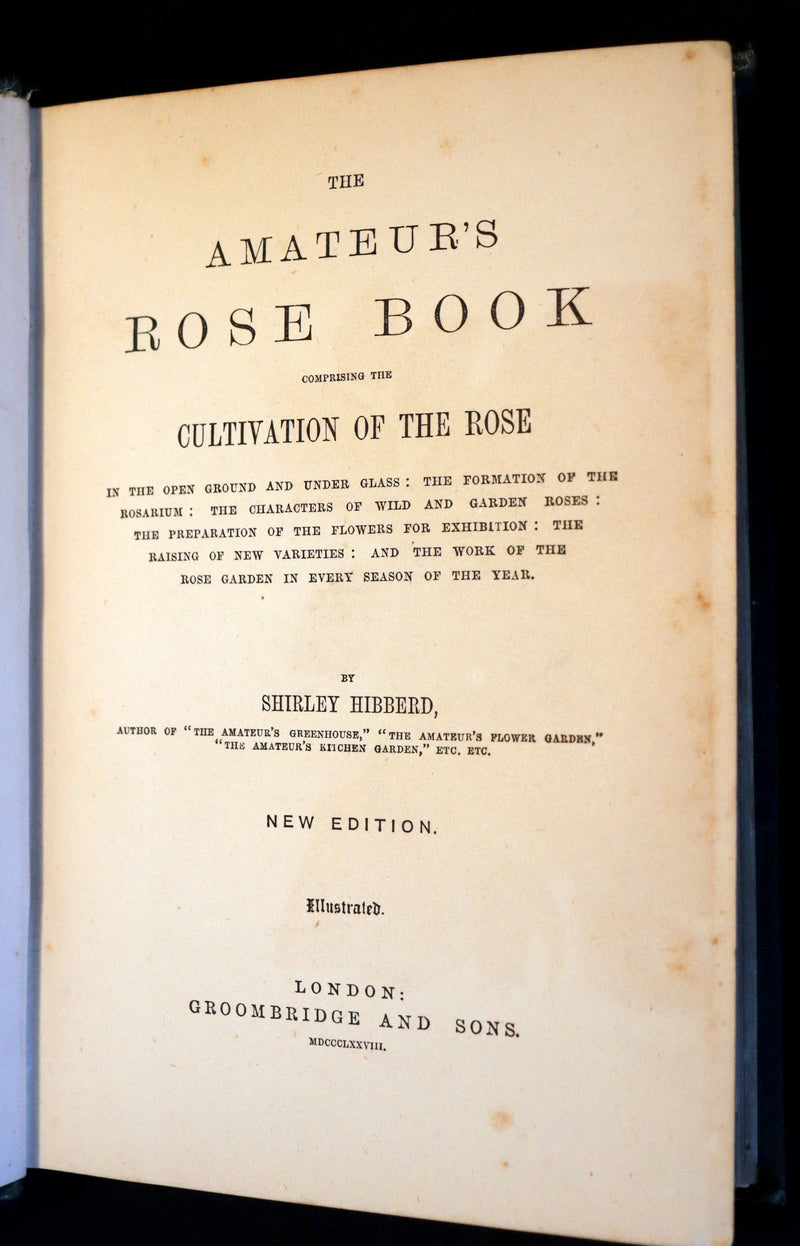 THE
AMATEUR'S
ROSE BOOK
COMPRISING THE
CULTIVATION OF THE ROSE
IN THE OPEN GROUND AND UNDER GLASS : THE FORMATION OF THE
ROSARIUM : THE CHARACTERS OF WILD AND GARDEN ROSES :
THE PREPARATION OF THE FLOWERS FOR EXHIBITION : THE
RAISING OF NEW VARIETIES : AND THE WORK OF THE
ROSE GARDEN IN EVERY SEASON OF THE YEAR.
BY
SHIRLEY HIBBERD,
AUTHOR OF "THE AMATEUR'S GREENHOUSE," "THE AMATEUR'S FLOWER GARDEN,"
"THE AMATEUR'S KITCHEN GARDEN," ETC. ETC.
NEW EDITION.
Illustrated.
LONDON:
GROOMBRIDGE AND SONS.
MDCCCLXXVIII.